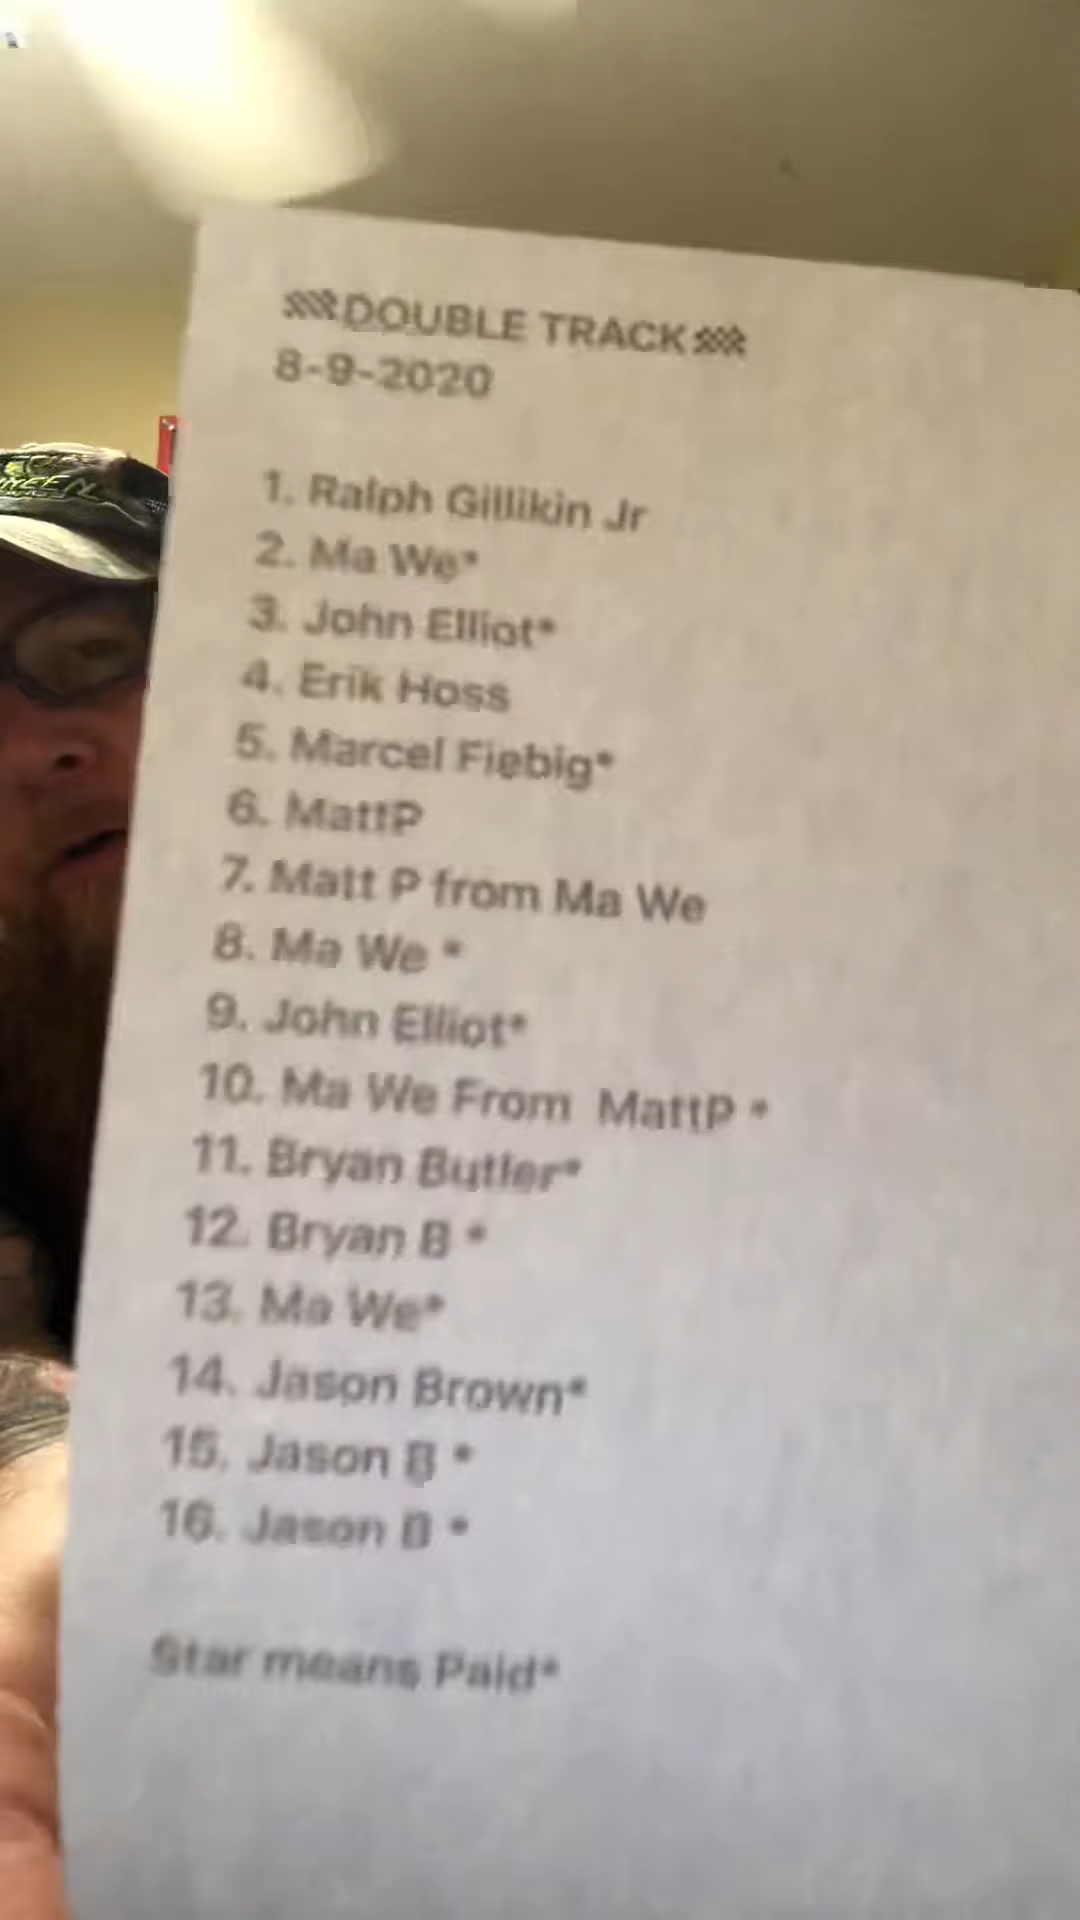 🏁DOUBLE TRACK🏁
8-9-2020
1. Ralph Gillikin Jr
2. Ma We*
3. John Elliot*
4. Erik Hoss
5. Marcel Fiebig*
6. MattP
7. Matt P from Ma We
8. Ma We *
9. John Elliot*
10. Ma We From  MattP *
11. Bryan Butler*
12. Bryan B *
13. Ma We*
14. Jason Brown*
15. Jason B *
16. Jason B *
Star means Paid*